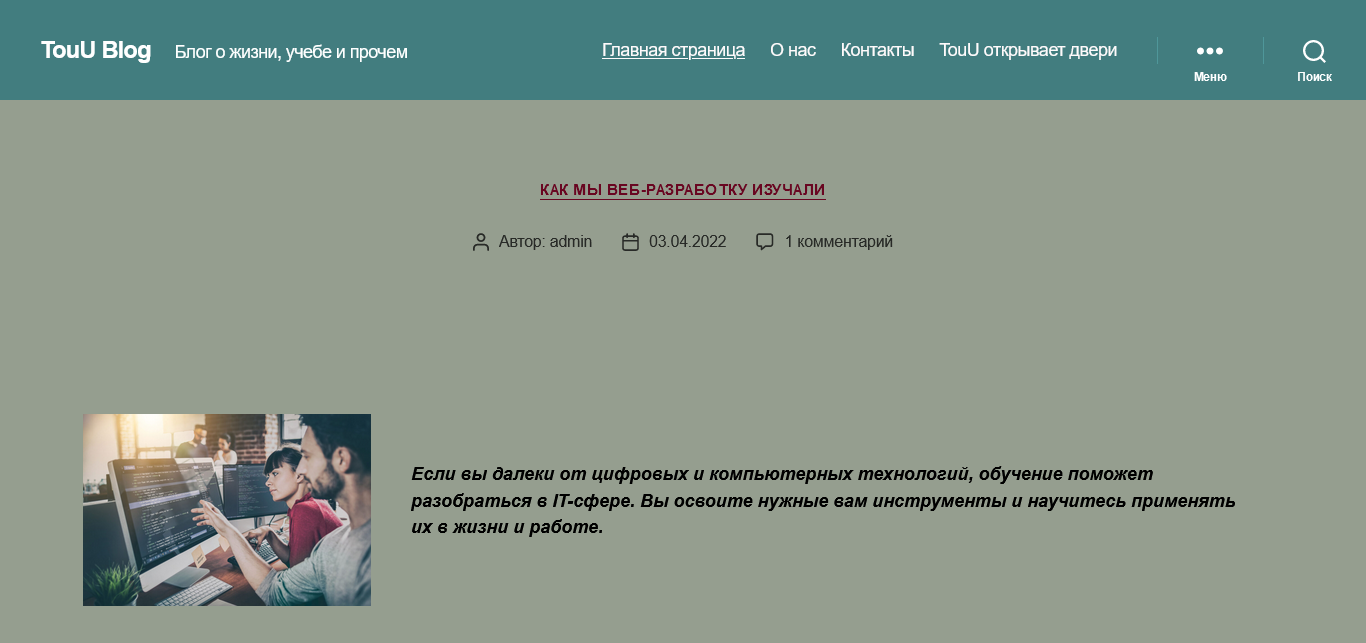 TouU Blog Блог о жизни, учебе и прочем Главная страница О нас Контакты TouU открывает двери
Меню Поиск
КАК МЫ ВЕБ-РАЗРАБОТКУ ИЗУЧАЛИ
Автор: admin 03.04.2022 1 комментарий
Если вы далеки от цифровых и компьютерных технологий, обучение поможет
разобраться в IT-сфере. Вы освоите нужные вам инструменты и научитесь применять
их в жизни и работе.